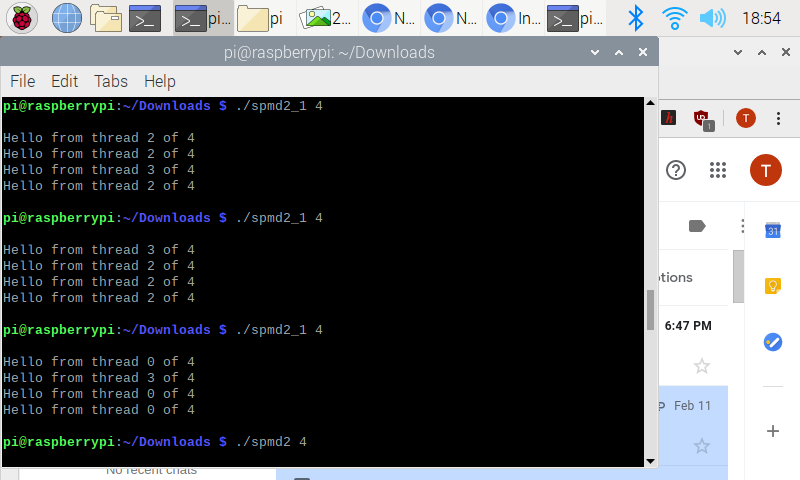 pi...
pi
2...
N...
N...
In...
pi...
18:54
pi@raspberrypi: ~/Downloads
File Edit Tabs Help
pi@raspberrypi:~/Downloads $ ./spmd2_1 4
Hello from thread 2 of 4
Hello from thread 2 of 4
Hello from thread 3 of 4
Hello from thread 2 of 4
pi@raspberrypi:~/Downloads $ ./spmd2_1 4
Hello from thread 3 of 4
Hello from thread 2 of 4
Hello from thread 2 of 4
Hello from thread 2 of 4
pi@raspberrypi:~/Downloads $ ./spmd2_1 4
Hello from thread 0 of 4
Hello from thread 3 of 4
Hello from thread 0 of 4
Hello from thread 0 of 4
pi@raspberrypi:~/Downloads $ ./spmd2 4
h
1
T
T
31
6:47 PM
Feb 11
No recent chats